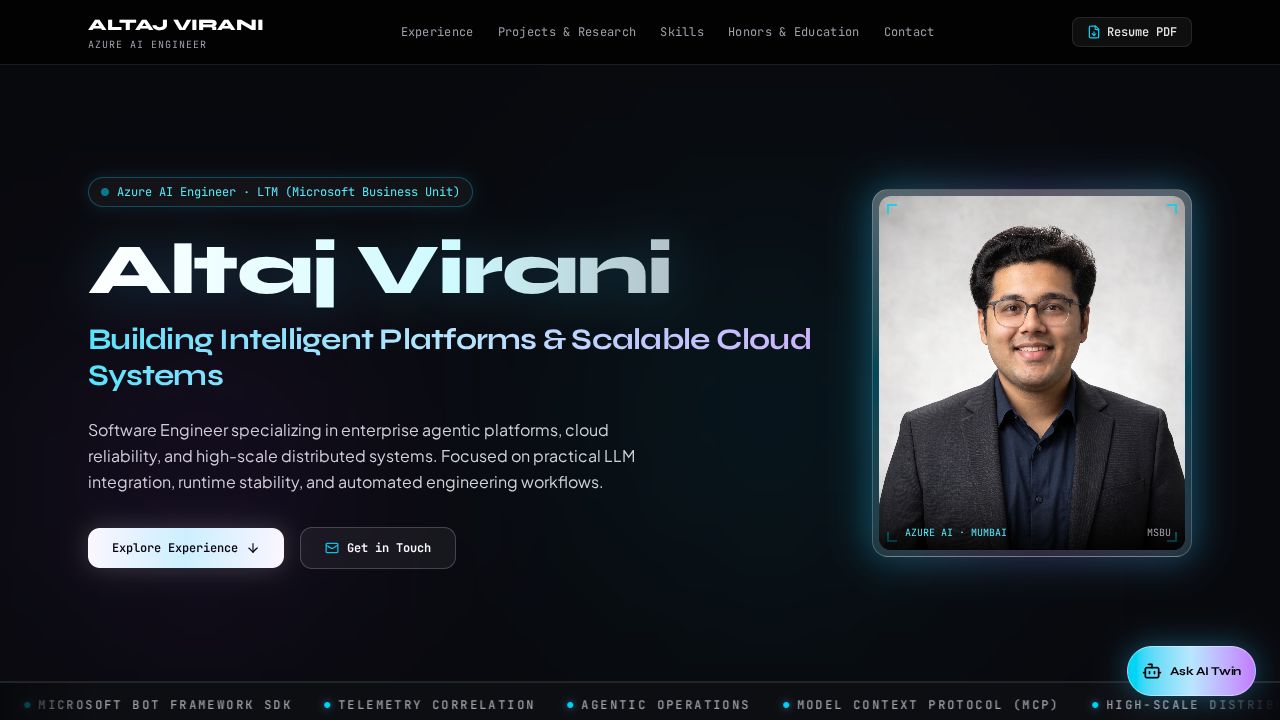 ALTAJ VIRANI
AZURE AI ENGINEER
Experience
Projects & Research
Skills
Honors & Education
Contact
Resume PDF
Azure AI Engineer · LTM (Microsoft Business Unit)
Altaj Virani
Building Intelligent Platforms & Scalable Cloud
Systems
Software Engineer specializing in enterprise agentic platforms, cloud
reliability, and high-scale distributed systems. Focused on practical LLM
integration, runtime stability, and automated engineering workflows.
Explore Experience
Get in Touch
AZURE AI · MUMBAI
MSBU
Ask AI Twin
MICROSOFT BOT FRAMEWORK SDK
TELEMETRY CORRELATION
AGENTIC OPERATIONS
MODEL CONTEXT PROTOCOL (MCP)
HIGH-SCALE DISTRIB